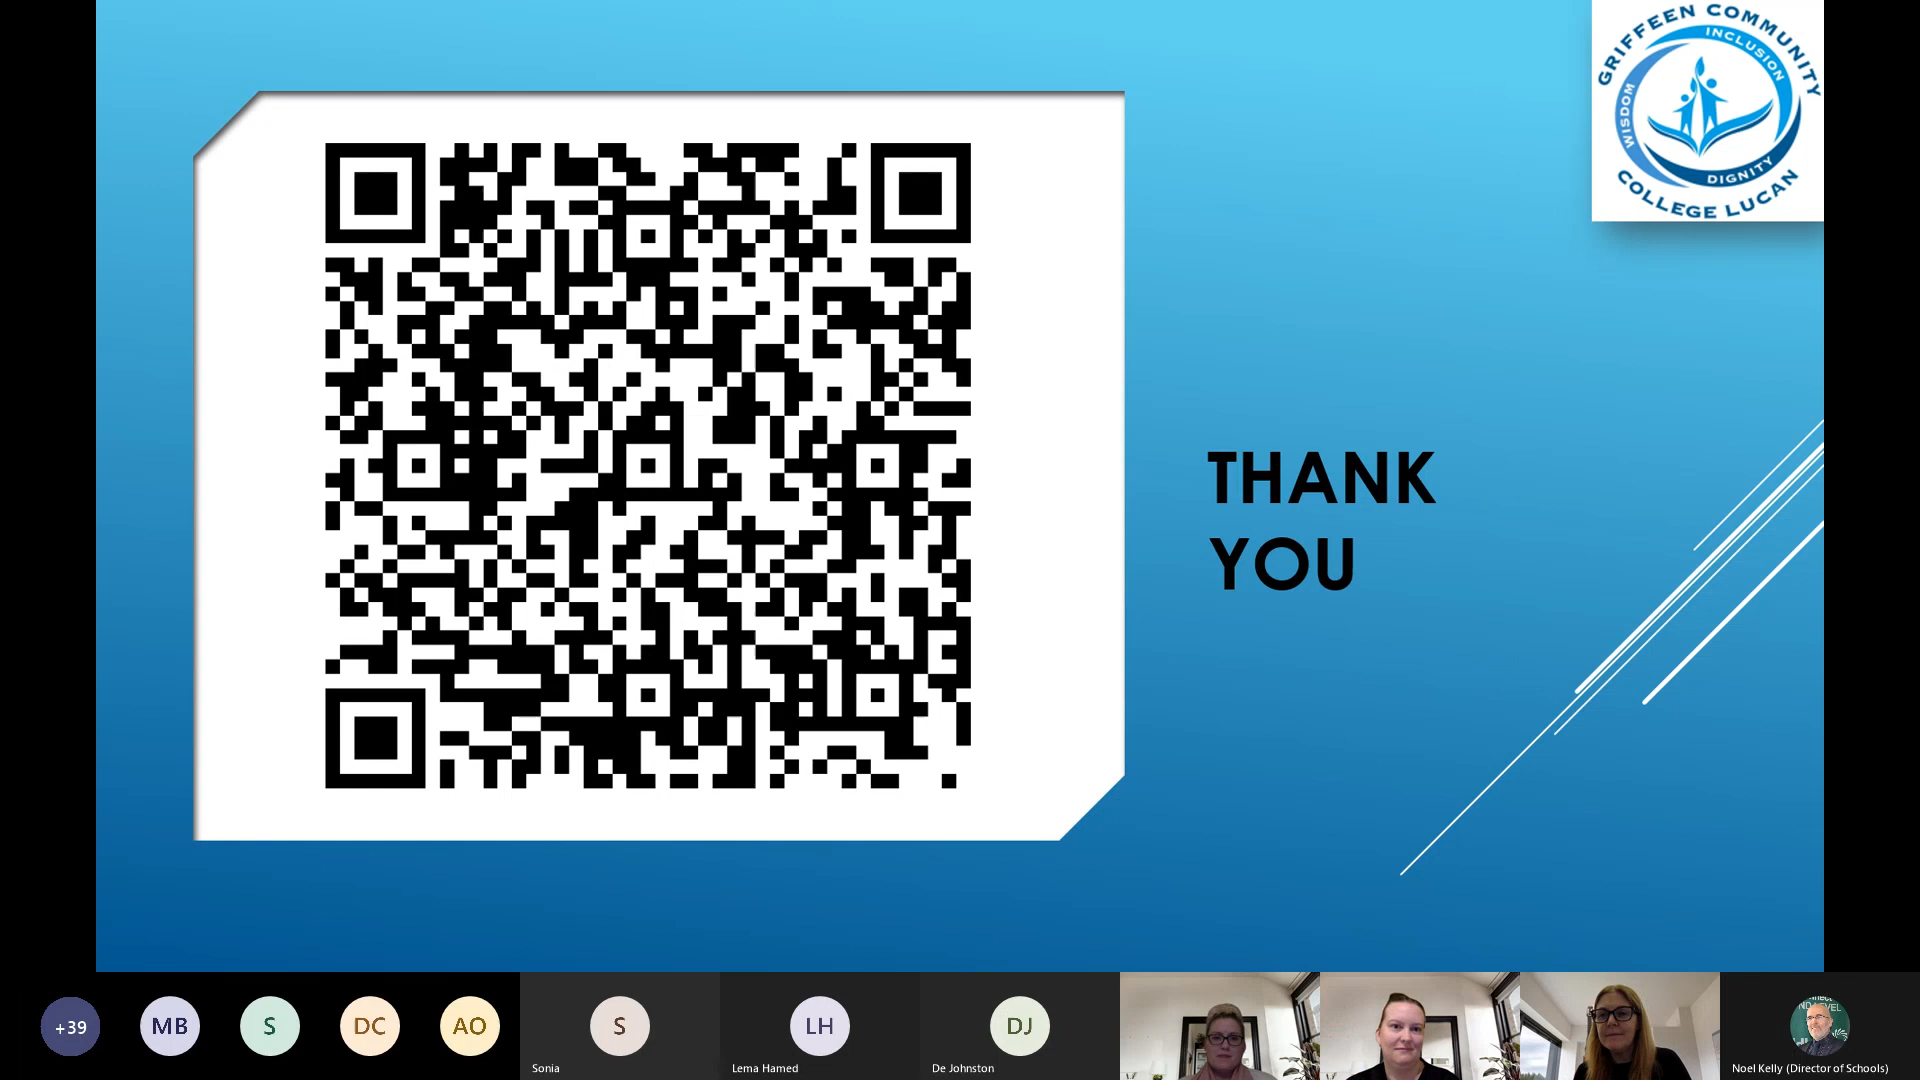 GRIFFEEN COMMUNITY
INCLUSION
WISDOM
DIGNITY
COLLEGE LUCAN
THANK
YOU
+39
MB
S
DC
AO
S
LH
DJ
Sonia
Lema Hamed
De Johnston
Noel Kelly (Director of Schools)